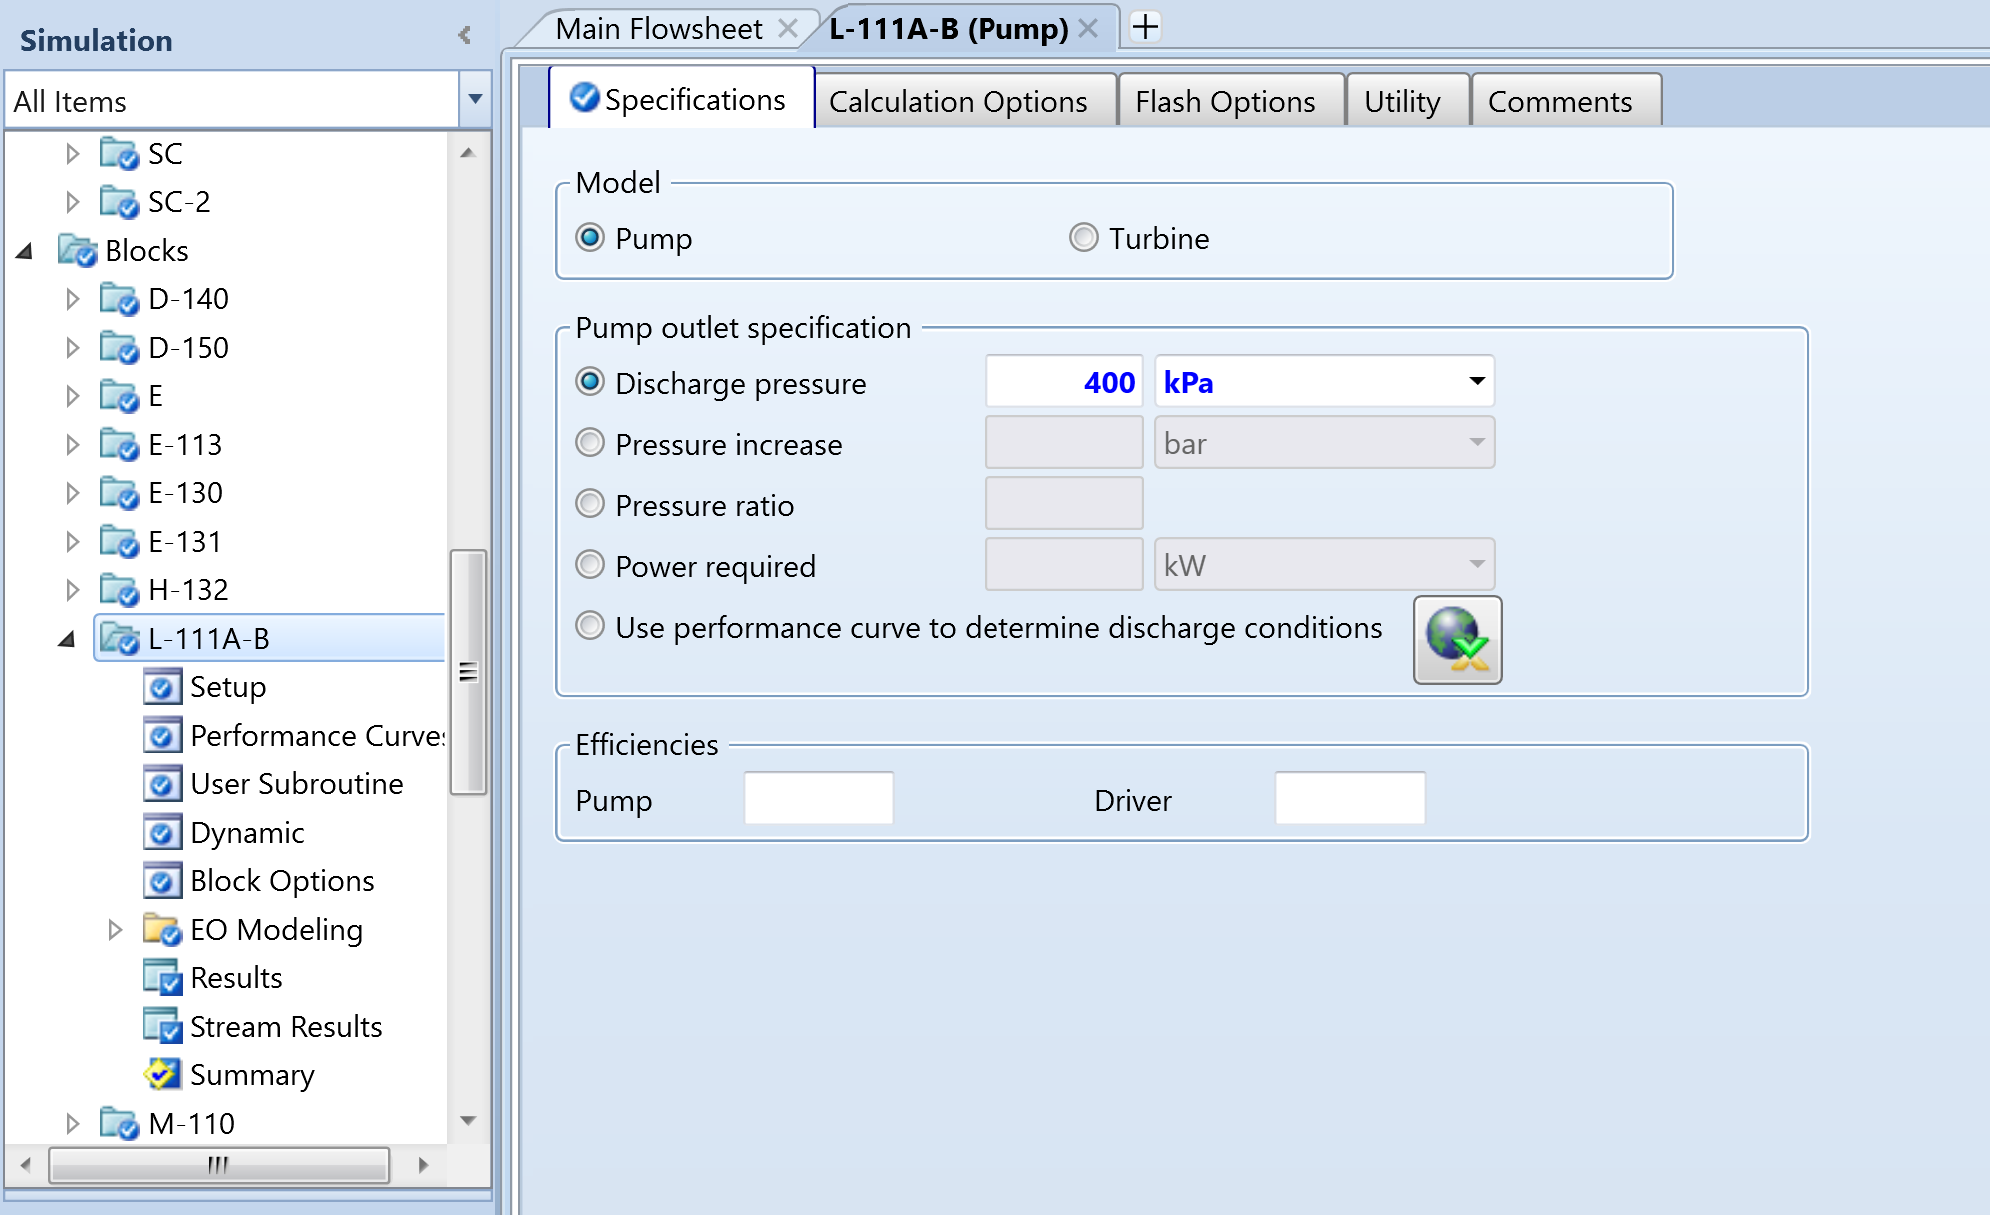 Simulation
All Items
SC
SC-2
Blocks
D-140
D-150
E
E-113
E-130
E-131
H-132
L-111A-B
Setup
Performance Curves
User Subroutine
Dynamic
Block Options
EO Modeling
Results
Stream Results
Summary
M-110
Main Flowsheet
L-111A-B (Pump)
Specifications
Calculation Options
Flash Options
Utility
Comments
Model
Pump
Turbine
Pump outlet specification
Discharge pressure 400 kPa
Pressure increase bar
Pressure ratio
Power required kW
Use performance curve to determine discharge conditions
Efficiencies
Pump
Driver